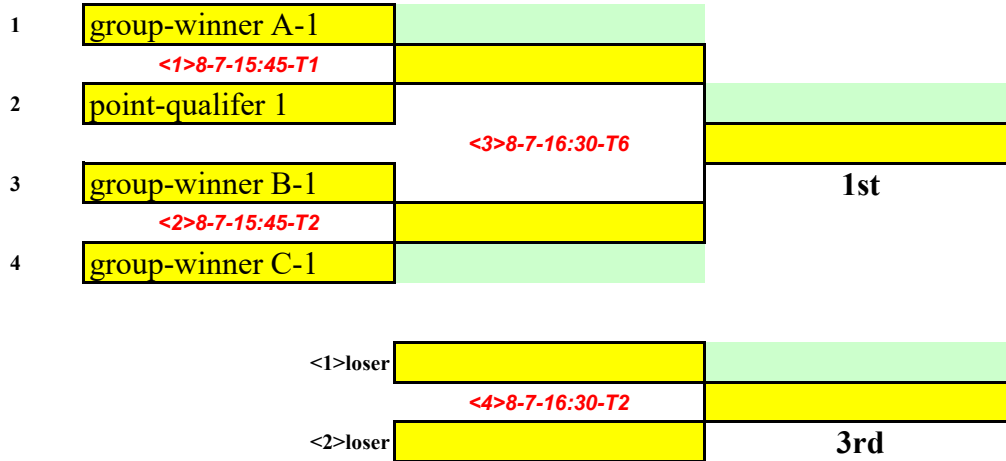 1 group-winner A-1
<1>8-7-15:45-T1
2 point-qualifer 1
<3>8-7-16:30-T6
3 group-winner B-1 1st
<2>8-7-15:45-T2
4 group-winner C-1
<1>loser
<4>8-7-16:30-T2
<2>loser 3rd